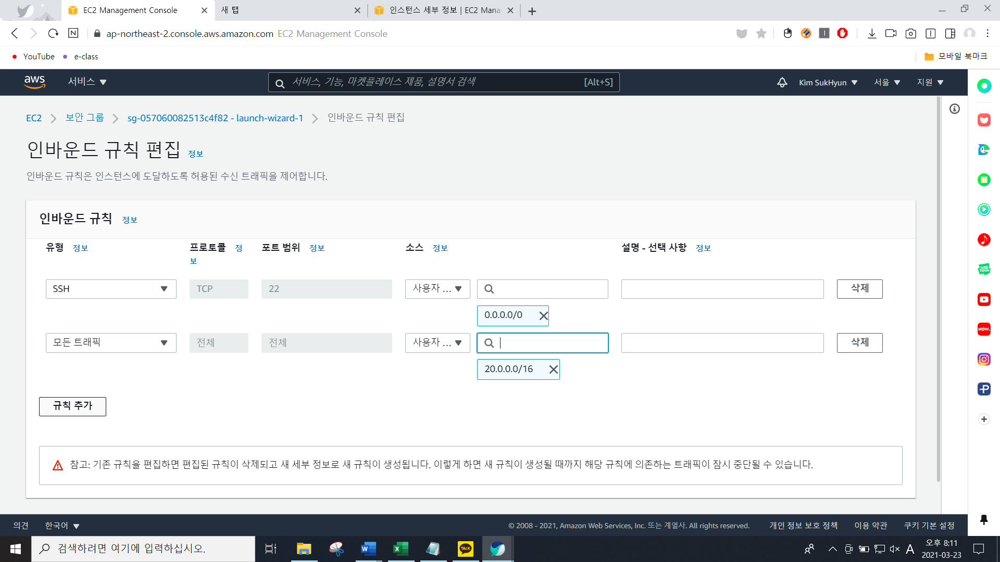 EC2 Management Console
새 탭
인스턴스 세부 정보 | EC2 Mana
N
ap-northeast-2.console.aws.amazon.com EC2 Management Console
YouTube
e-class
모바일 북마크
aws
서비스
서비스, 기능, 마켓플레이스 제품, 설명서 검색
[Alt+S]
Kim SukHyun
서울
지원
EC2
보안 그룹
sg-057060082513c4f82 - launch-wizard-1
인바운드 규칙 편집
인바운드 규칙 편집 정보
인바운드 규칙은 인스턴스에 도달하도록 허용된 수신 트래픽을 제어합니다.
인바운드 규칙 정보
유형 정보
프로토콜 정
보
포트 범위 정보
소스 정보
설명 - 선택 사항 정보
SSH
TCP
22
사용자 ...
삭제
0.0.0.0/0
모든 트래픽
전체
전체
사용자 ...
삭제
20.0.0.0/16
규칙 추가
참고: 기존 규칙을 편집하면 편집된 규칙이 삭제되고 새 세부 정보로 새 규칙이 생성됩니다. 이렇게 하면 새 규칙이 생성될 때까지 해당 규칙에 의존하는 트래픽이 잠시 중단될 수 있습니다.
WEB
TOON
NOW.
의견
한국어
© 2008 - 2021, Amazon Web Services, Inc. 또는 계열사. All rights reserved.
개인 정보 보호 정책
이용 약관
쿠키 기본 설정
검색하려면 여기에 입력하십시오.
TALK
A
오후 8:11
2021-03-23